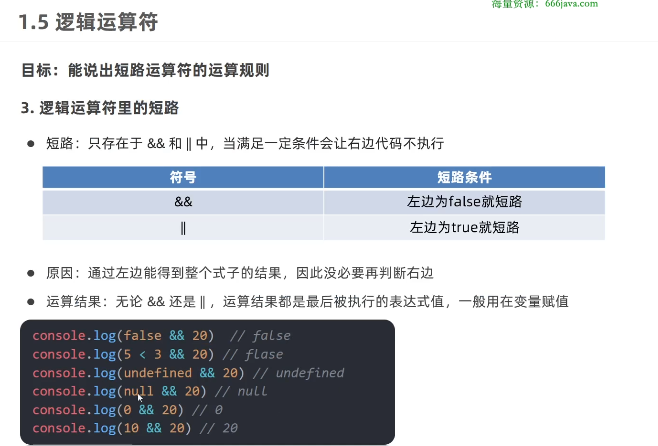 海量资源：666java.com
1.5 逻辑运算符
目标：能说出短路运算符的运算规则
3. 逻辑运算符里的短路
● 短路：只存在于 && 和 || 中，当满足一定条件会让右边代码不执行
符号 短路条件
&& 左边为false就短路
|| 左边为true就短路
● 原因：通过左边能得到整个式子的结果，因此没必要再判断右边
● 运算结果：无论 && 还是 || ，运算结果都是最后被执行的表达式值，一般用在变量赋值
console.log(false && 20)  // false
console.log(5 < 3 && 20) // flase
console.log(undefined && 20) // undefined
console.log(null && 20) // null
console.log(0 && 20) // 0
console.log(10 && 20) // 20